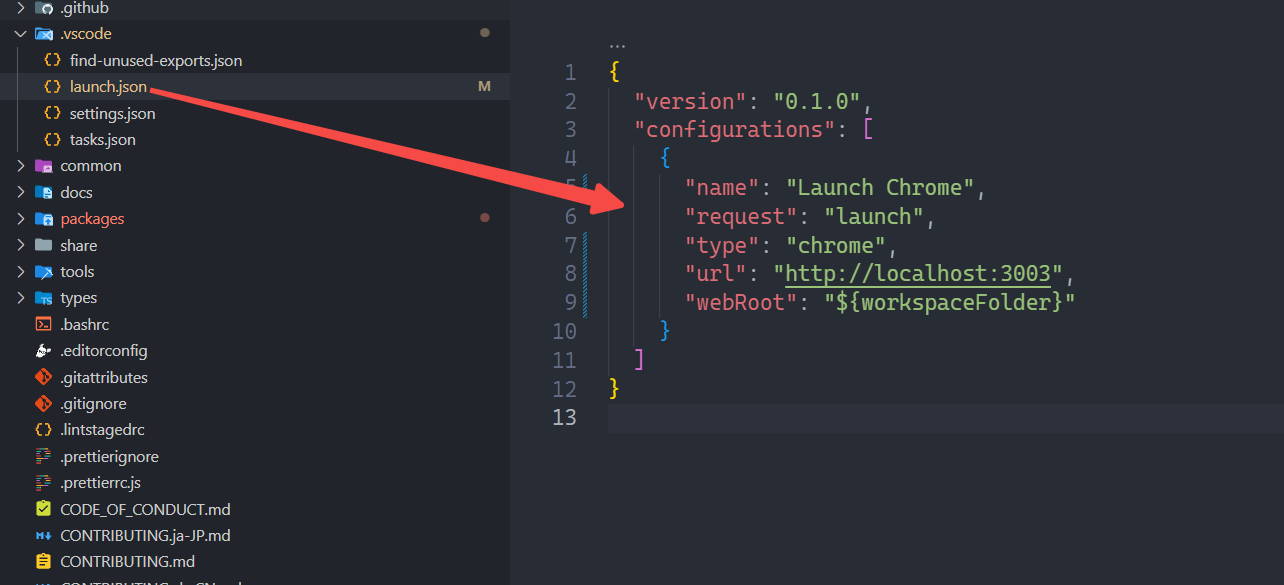 .github
.vscode
find-unused-exports.json
launch.json M
settings.json
tasks.json
common
docs
packages
share
tools
types
.bashrc
.editorconfig
.gitattributes
.gitignore
.lintstagedrc
.prettierignore
.prettierrc.js
CODE_OF_CONDUCT.md
CONTRIBUTING.ja-JP.md
CONTRIBUTING.md
...
1 {
2 "version": "0.1.0",
3 "configurations": [
4 {
5 "name": "Launch Chrome",
6 "request": "launch",
7 "type": "chrome",
8 "url": "http://localhost:3003",
9 "webRoot": "${workspaceFolder}"
10 }
11 ]
12 }
13